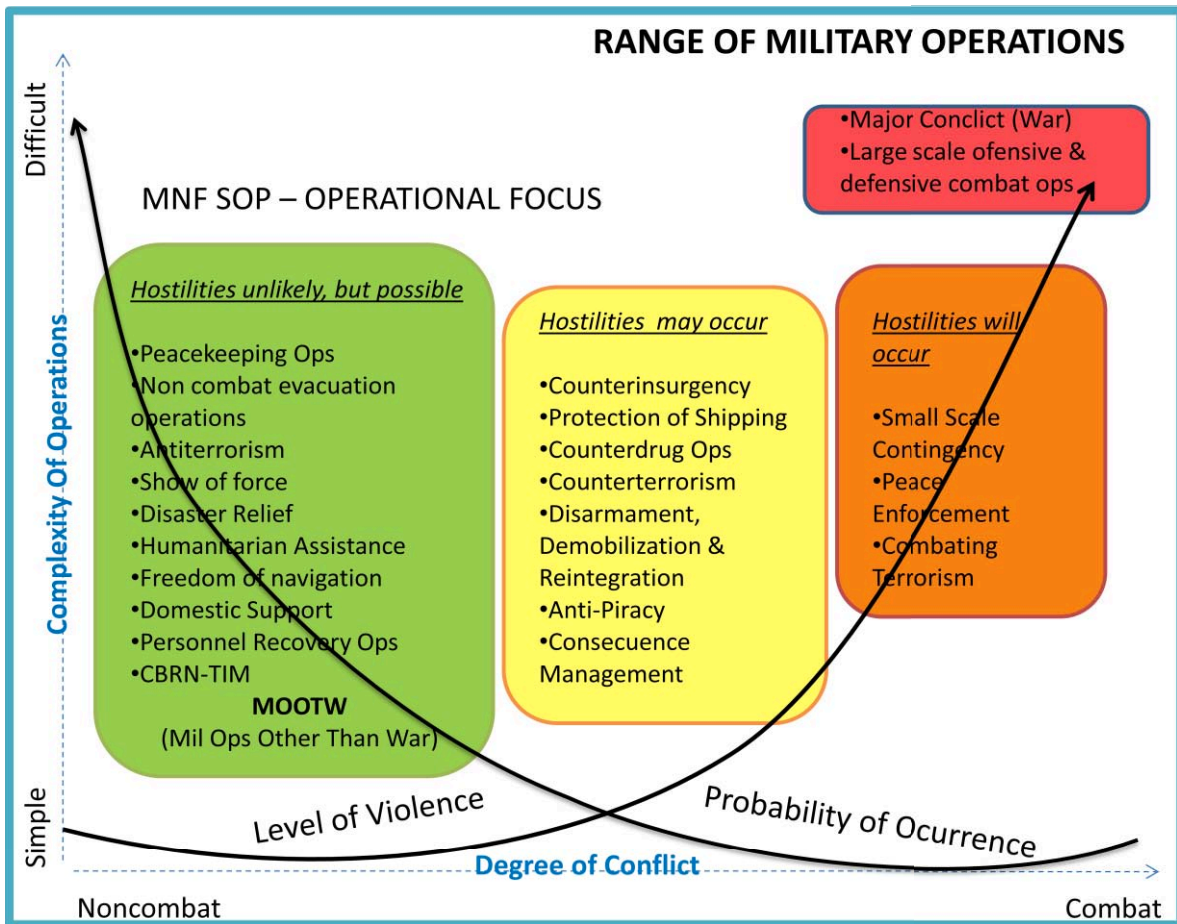 RANGE OF MILITARY OPERATIONS
Difficult
•Major Conclict (War)
•Large scale ofensive &
defensive combat ops
MNF SOP – OPERATIONAL FOCUS
Complexity Of Operations
Hostilities unlikely, but possible
•Peacekeeping Ops
•Non combat evacuation
operations
•Antiterrorism
•Show of force
•Disaster Relief
•Humanitarian Assistance
•Freedom of navigation
•Domestic Support
•Personnel Recovery Ops
•CBRN-TIM
MOOTW
(Mil Ops Other Than War)
Hostilities may occur
•Counterinsurgency
•Protection of Shipping
•Counterdrug Ops
•Counterterrorism
•Disarmament,
Demobilization &
Reintegration
•Anti-Piracy
•Consecuence
Management
Hostilities will
occur
•Small Scale
Contingency
•Peace
Enforcement
•Combating
Terrorism
Simple
Level of Violence
Probability of Ocurrence
Degree of Conflict
Noncombat
Combat